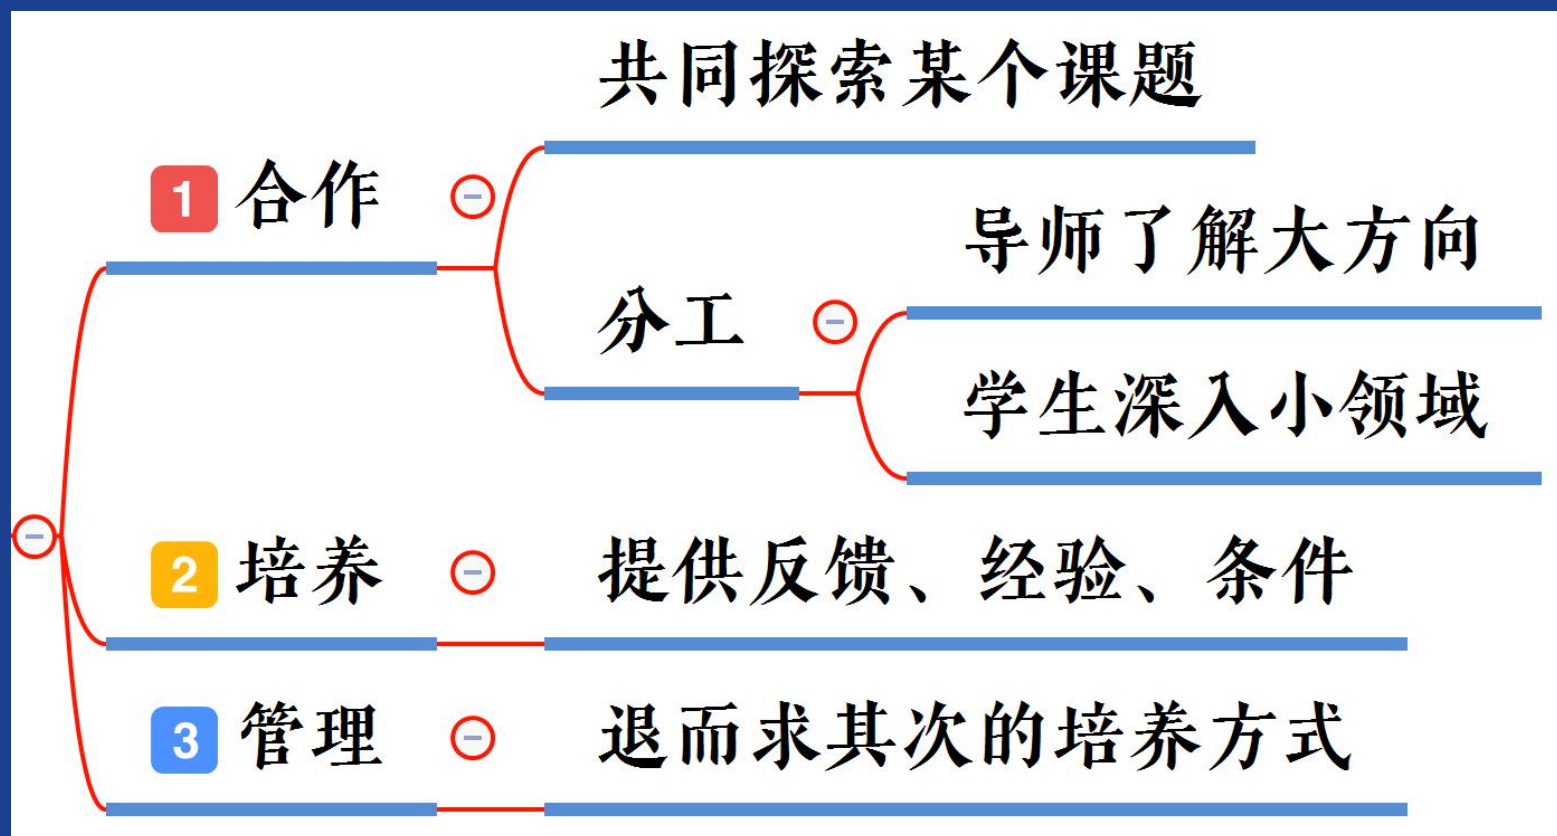 1 合作
共同探索某个课题
分工
导师了解大方向
学生深入小领域
2 培养
提供反馈、经验、条件
3 管理
退而求其次的培养方式